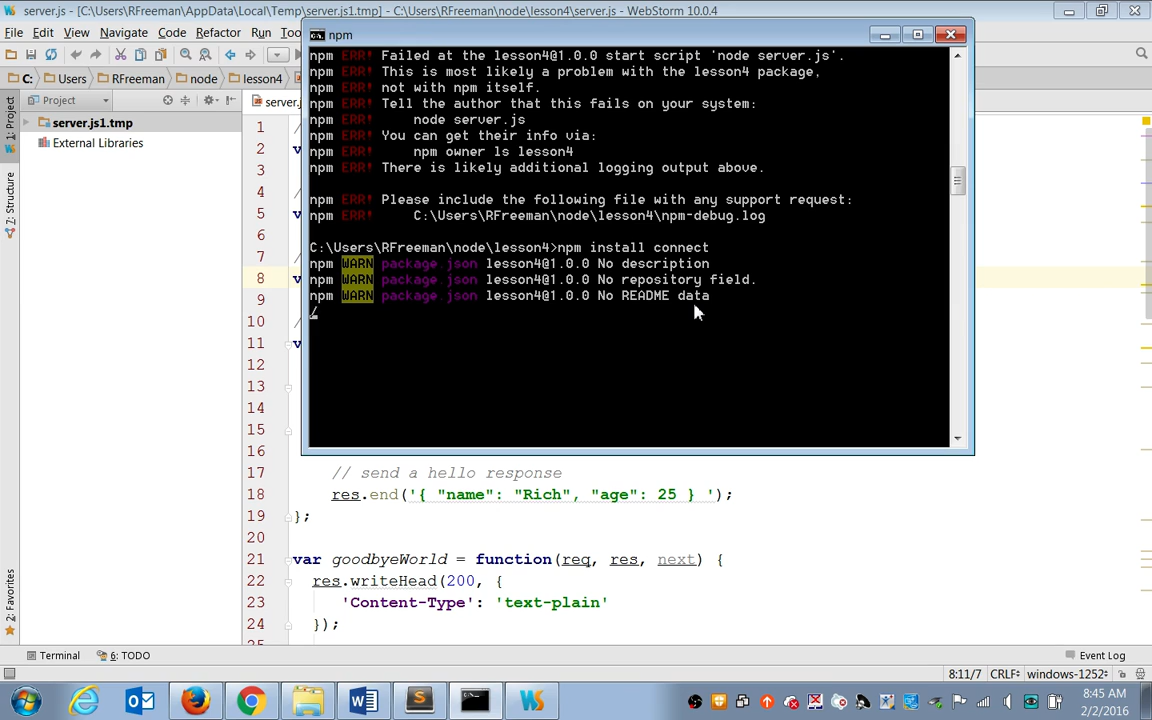 server.js - [C:\Users\RFreeman\AppData\Local\Temp\server.js1.tmp] - C:\Users\RFreeman\node\lesson4\server.js - WebStorm 10.0.4
File Edit View Navigate Code Refactor Run Too
C: Users RFreeman node lesson4
Project
server.js1.tmp
External Libraries
1: Project
7: Structure
2: Favorites
server.
npm
npm ERR! Failed at the lesson4@1.0.0 start script 'node server.js'.
npm ERR! This is most likely a problem with the lesson4 package,
npm ERR! not with npm itself.
npm ERR! Tell the author that this fails on your system:
npm ERR! node server.js
npm ERR! You can get their info via:
npm ERR! npm owner ls lesson4
npm ERR! There is likely additional logging output above.
npm ERR! Please include the following file with any support request:
npm ERR! C:\Users\RFreeman\node\lesson4\npm-debug.log
C:\Users\RFreeman\node\lesson4>npm install connect
npm WARN package.json lesson4@1.0.0 No description
npm WARN package.json lesson4@1.0.0 No repository field.
npm WARN package.json lesson4@1.0.0 No README data
/
1 /
2 v
3
4 /
5 v
6
7 /
8 v
9
10 /
11 v
12
13
14
15
16
17 // send a hello response
18 res.end('{ "name": "Rich", "age": 25 } ');
19 };
20
21 var goodbyeWorld = function(req, res, next) {
22 res.writeHead(200, {
23 'Content-Type': 'text-plain'
24 });
25
Terminal 6: TODO Event Log
8:11/7 CRLF÷ windows-1252÷
8:45 AM
2/2/2016